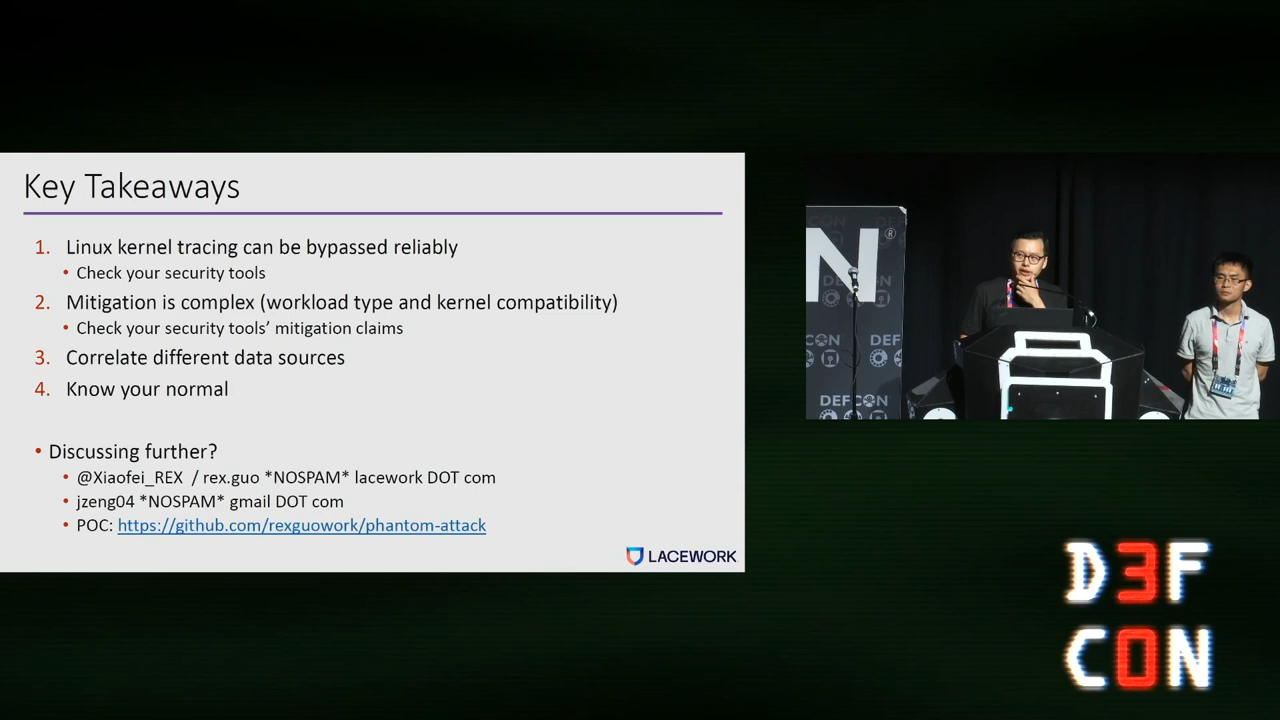 Key Takeaways
1. Linux kernel tracing can be bypassed reliably
• Check your security tools
2. Mitigation is complex (workload type and kernel compatibility)
• Check your security tools’ mitigation claims
3. Correlate different data sources
4. Know your normal
• Discussing further?
• @Xiaofei_REX / rex.guo *NOSPAM* lacework DOT com
• jzeng04 *NOSPAM* gmail DOT com
• POC: https://github.com/rexguowork/phantom-attack
LACEWORK
N®
DEF
DEFCON
D3F
C0N